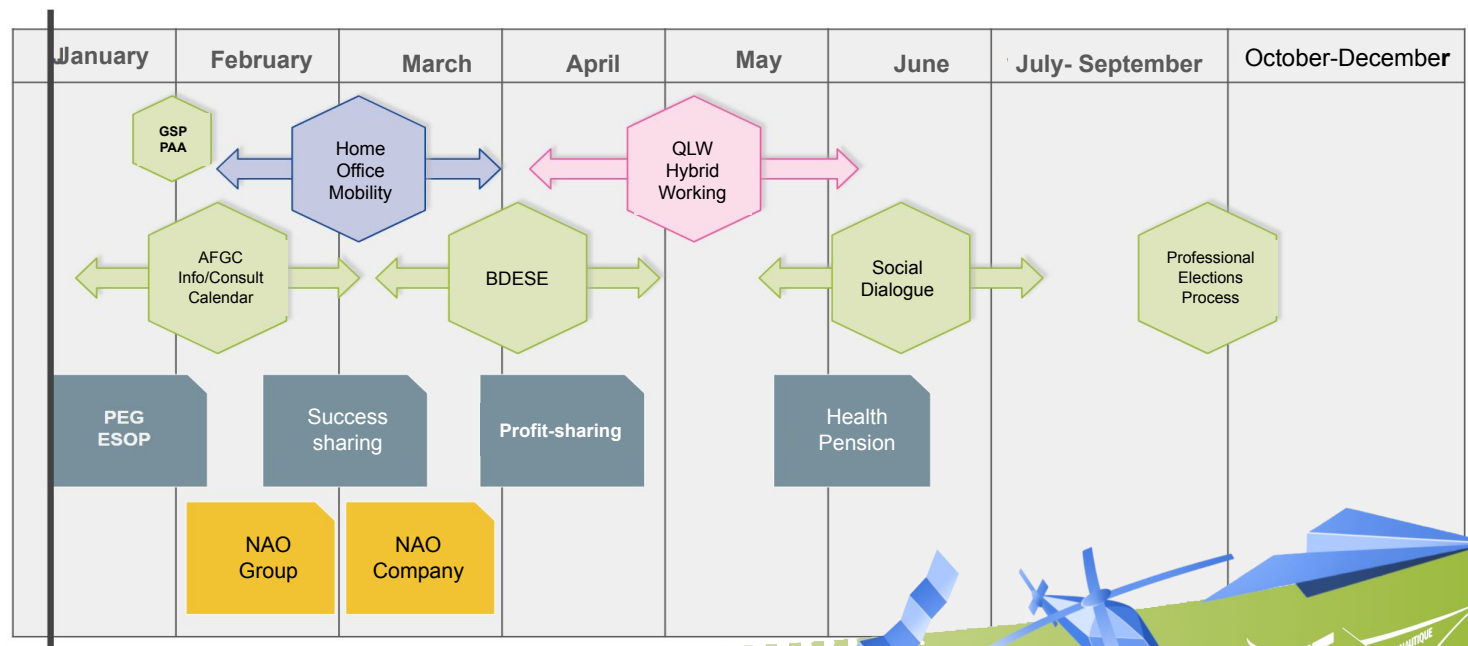 January
February
March
April
May
June
July- September
October-December
GSP
PAA
Home
Office
Mobility
QLW
Hybrid
Working
AFGC
Info/Consult
Calendar
BDESE
Social
Dialogue
Professional
Elections
Process
PEG
ESOP
Success
sharing
Profit-sharing
Health
Pension
NAO
Group
NAO
Company